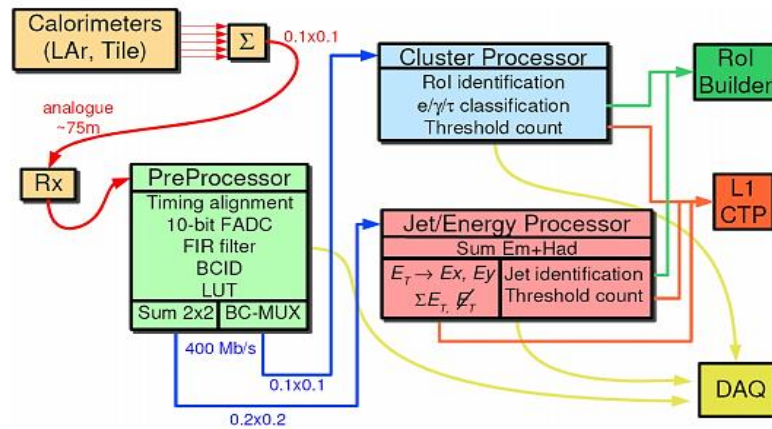 Calorimeters
(LAr, Tile)
Σ
0.1x0.1
analogue
~75m
Rx
PreProcessor
Timing alignment
10-bit FADC
FIR filter
BCID
LUT
Sum 2x2
BC-MUX
400 Mb/s
0.1x0.1
0.2x0.2
Cluster Processor
RoI identification
e/γ/τ classification
Threshold count
Jet/Energy Processor
Sum Em+Had
E_T → Ex, Ey
ΣE_T, E̸_T
Jet identification
Threshold count
RoI
Builder
L1
CTP
DAQ